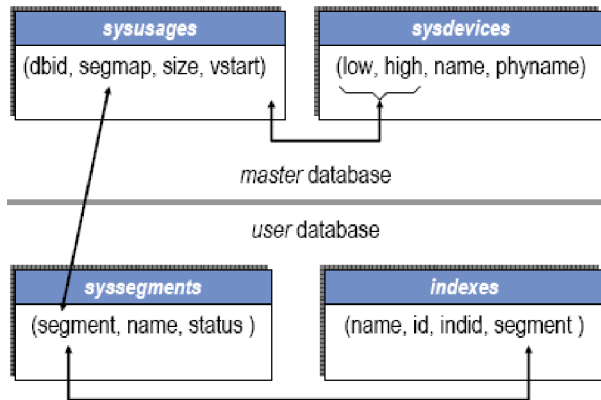 sysusages
(dbid, segmap, size, vstart)
sysdevices
(low, high, name, phyname)
master database
user database
syssegments
(segment, name, status )
indexes
(name, id, indid, segment )